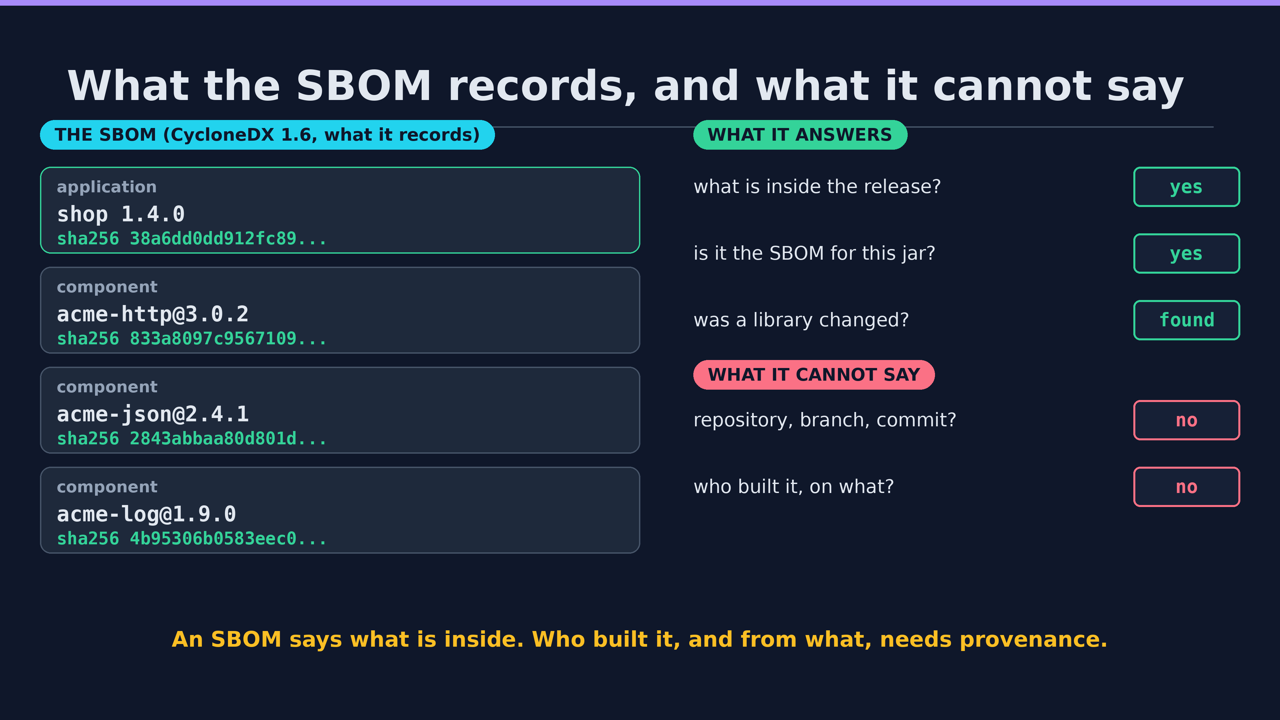 What the SBOM records, and what it cannot say
THE SBOM (CycloneDX 1.6, what it records)
application
shop 1.4.0
sha256 38a6dd0dd912fc89...
component
acme-http@3.0.2
sha256 833a8097c9567109...
component
acme-json@2.4.1
sha256 2843abbaa80d801d...
component
acme-log@1.9.0
sha256 4b95306b0583eec0...
WHAT IT ANSWERS
what is inside the release? yes
is it the SBOM for this jar? yes
was a library changed? found
WHAT IT CANNOT SAY
repository, branch, commit? no
who built it, on what? no
An SBOM says what is inside. Who built it, and from what, needs provenance.